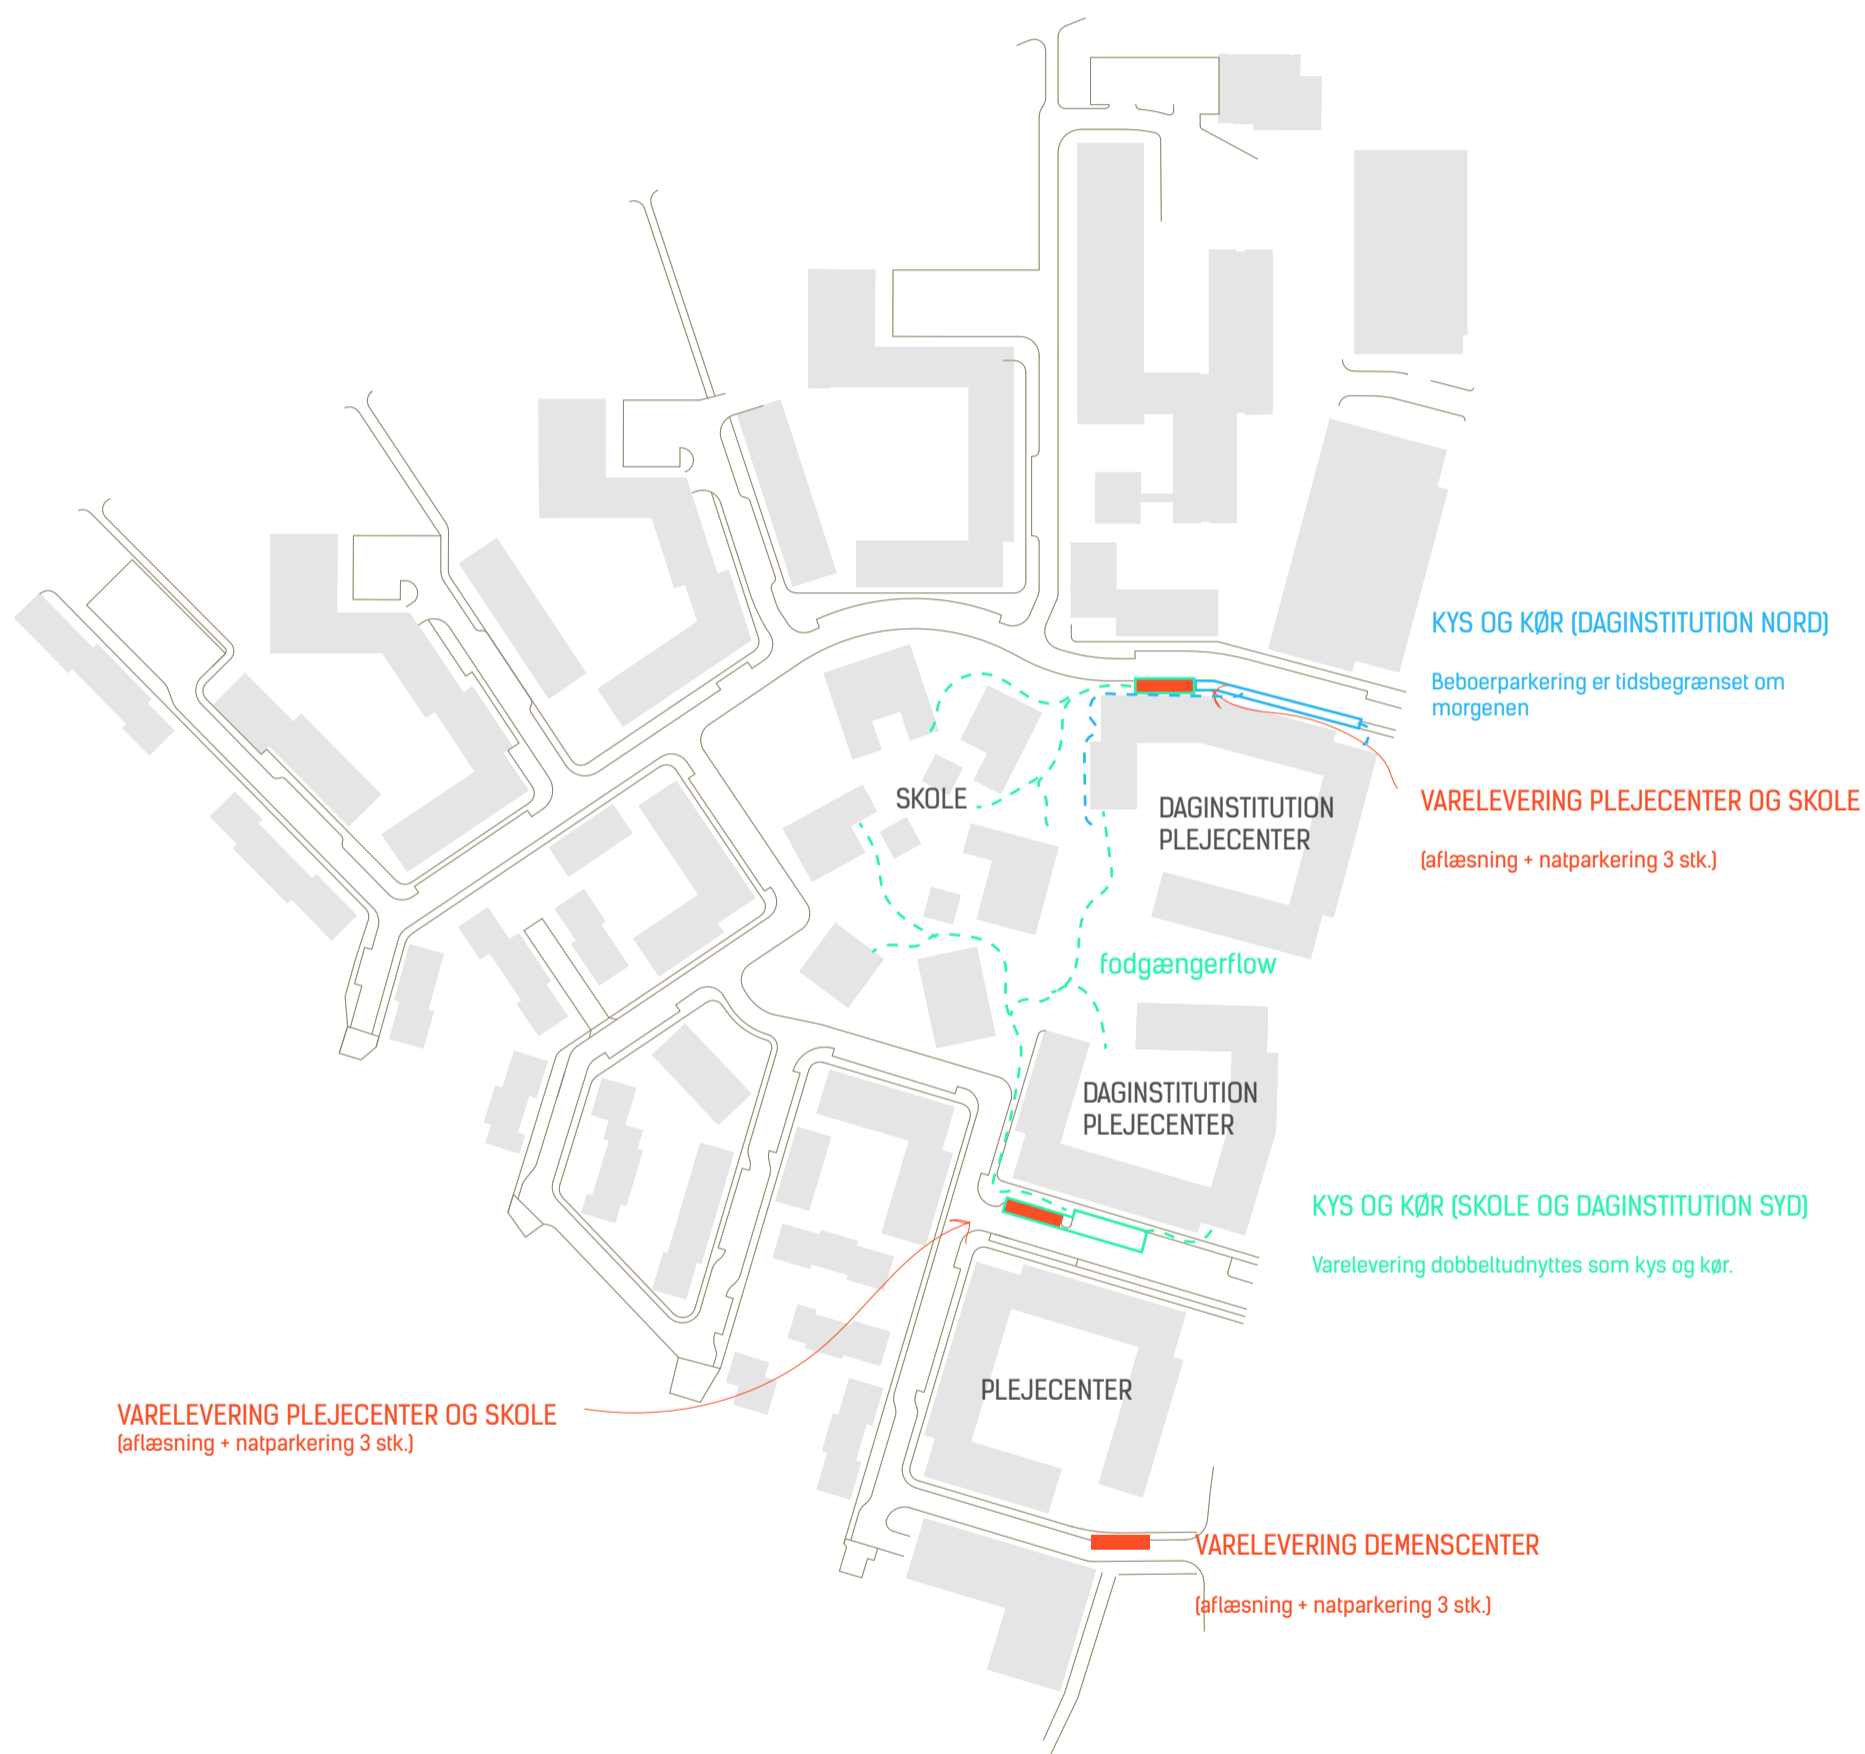 KYS OG KØR (DAGINSTITUTION NORD)
Beboerparkering er tidsbegrænset om
morgenen
SKOLE
DAGINSTITUTION
PLEJECENTER
VARELEVERING PLEJECENTER OG SKOLE
(aflæsning + natparkering 3 stk.)
fodgængerflow
DAGINSTITUTION
PLEJECENTER
KYS OG KØR (SKOLE OG DAGINSTITUTION SYD)
Varelevering dobbeltudnyttes som kys og kør.
PLEJECENTER
VARELEVERING PLEJECENTER OG SKOLE
(aflæsning + natparkering 3 stk.)
VARELEVERING DEMENSCENTER
(aflæsning + natparkering 3 stk.)